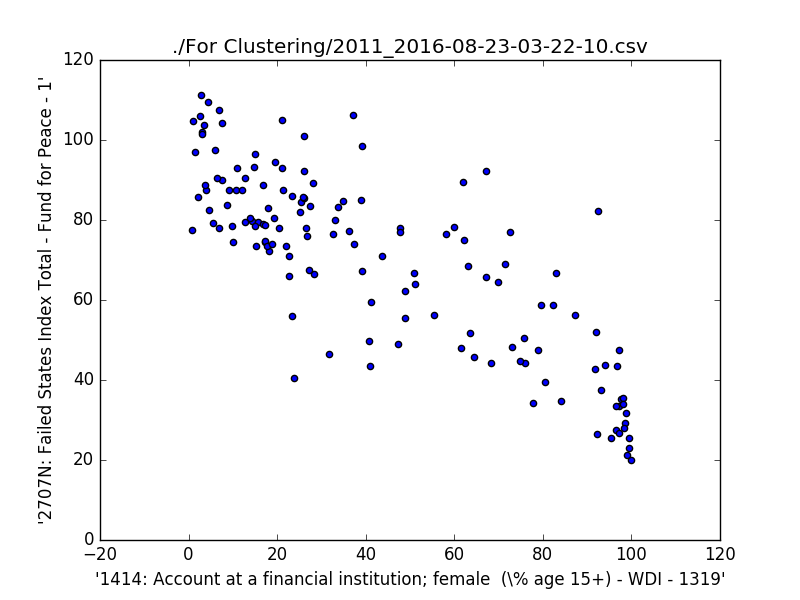 ./For Clustering/2011_2016-08-23-03-22-10.csv
120
100
80
60
40
20
0
'2707N: Failed States Index Total - Fund for Peace - 1'
−20 0 20 40 60 80 100 120
'1414: Account at a financial institution; female (\% age 15+) - WDI - 1319'